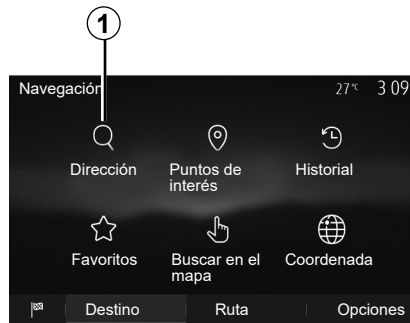 1
Navegación
27°C 3 09
Dirección
Puntos de
interés
Historial
Favoritos
Buscar en el
mapa
Coordenada
Destino
Ruta
Opciones